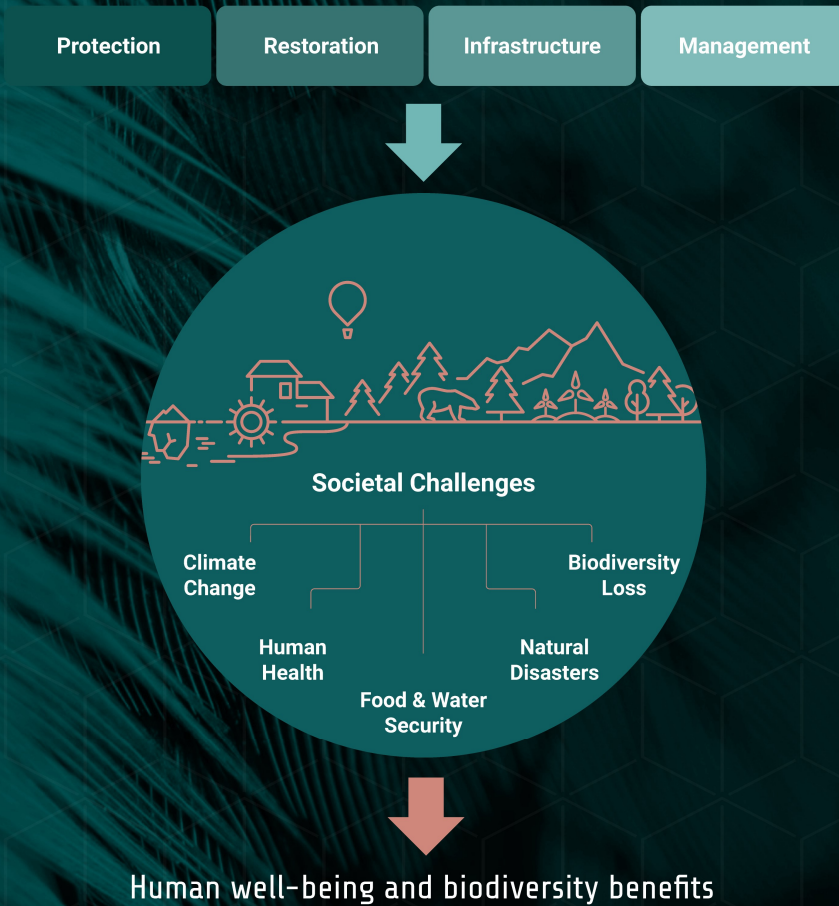 Protection
Restoration
Infrastructure
Management
Societal Challenges
Climate
Change
Human
Health
Food & Water
Security
Natural
Disasters
Biodiversity
Loss
Human well-being and biodiversity benefits